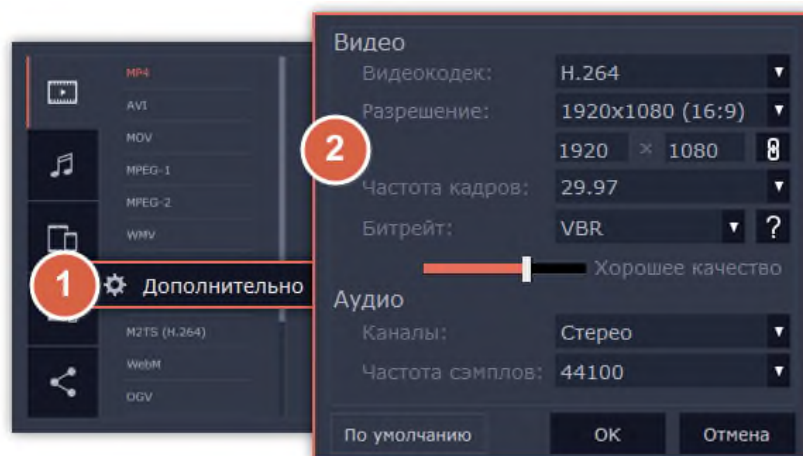 MP4
AVI
MOV
MPEG-1
MPEG-2
WMV
1
Дополнительно
M2TS (H.264)
WebM
OGV
2
Видео
Видеокодек: H.264
Разрешение: 1920x1080 (16:9)
1920 × 1080
Частота кадров: 29.97
Битрейт: VBR ?
Хорошее качество
Аудио
Каналы: Стерео
Частота сэмплов: 44100
По умолчанию OK Отмена